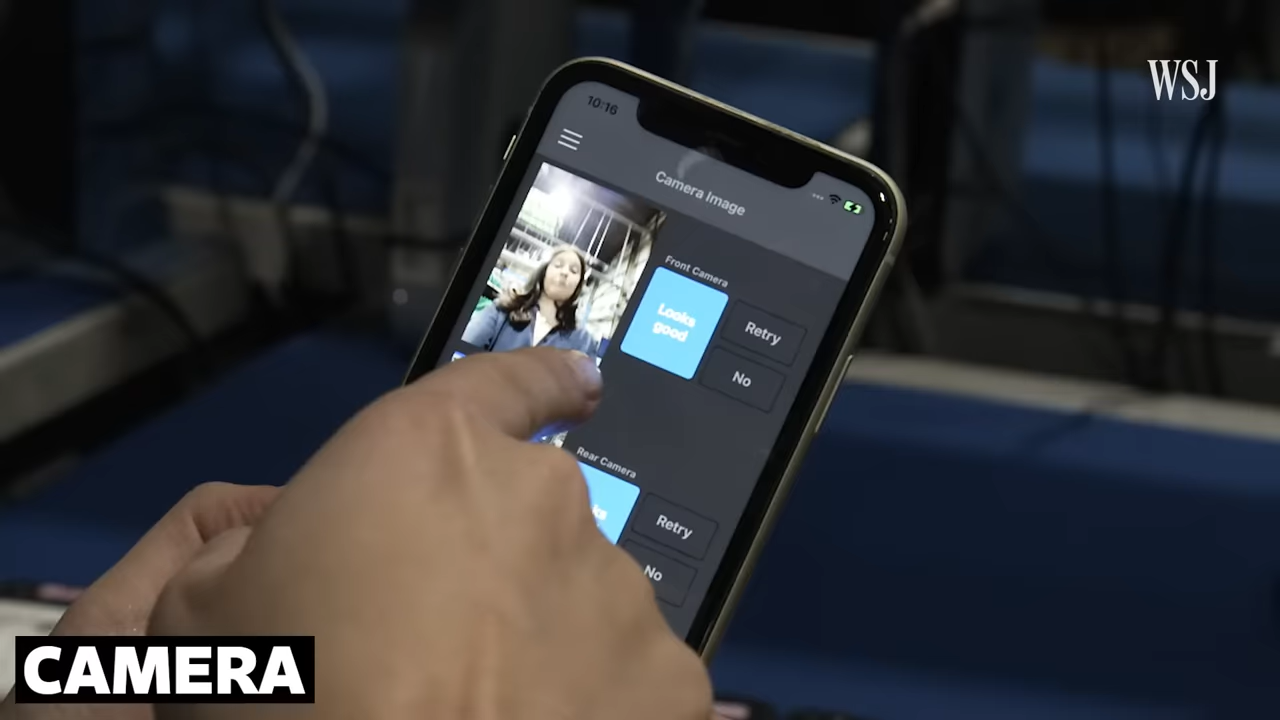 WSJ
10:16
Camera Image
Front Camera
Looks
good
Retry
No
Rear Camera
Retry
No
CAMERA